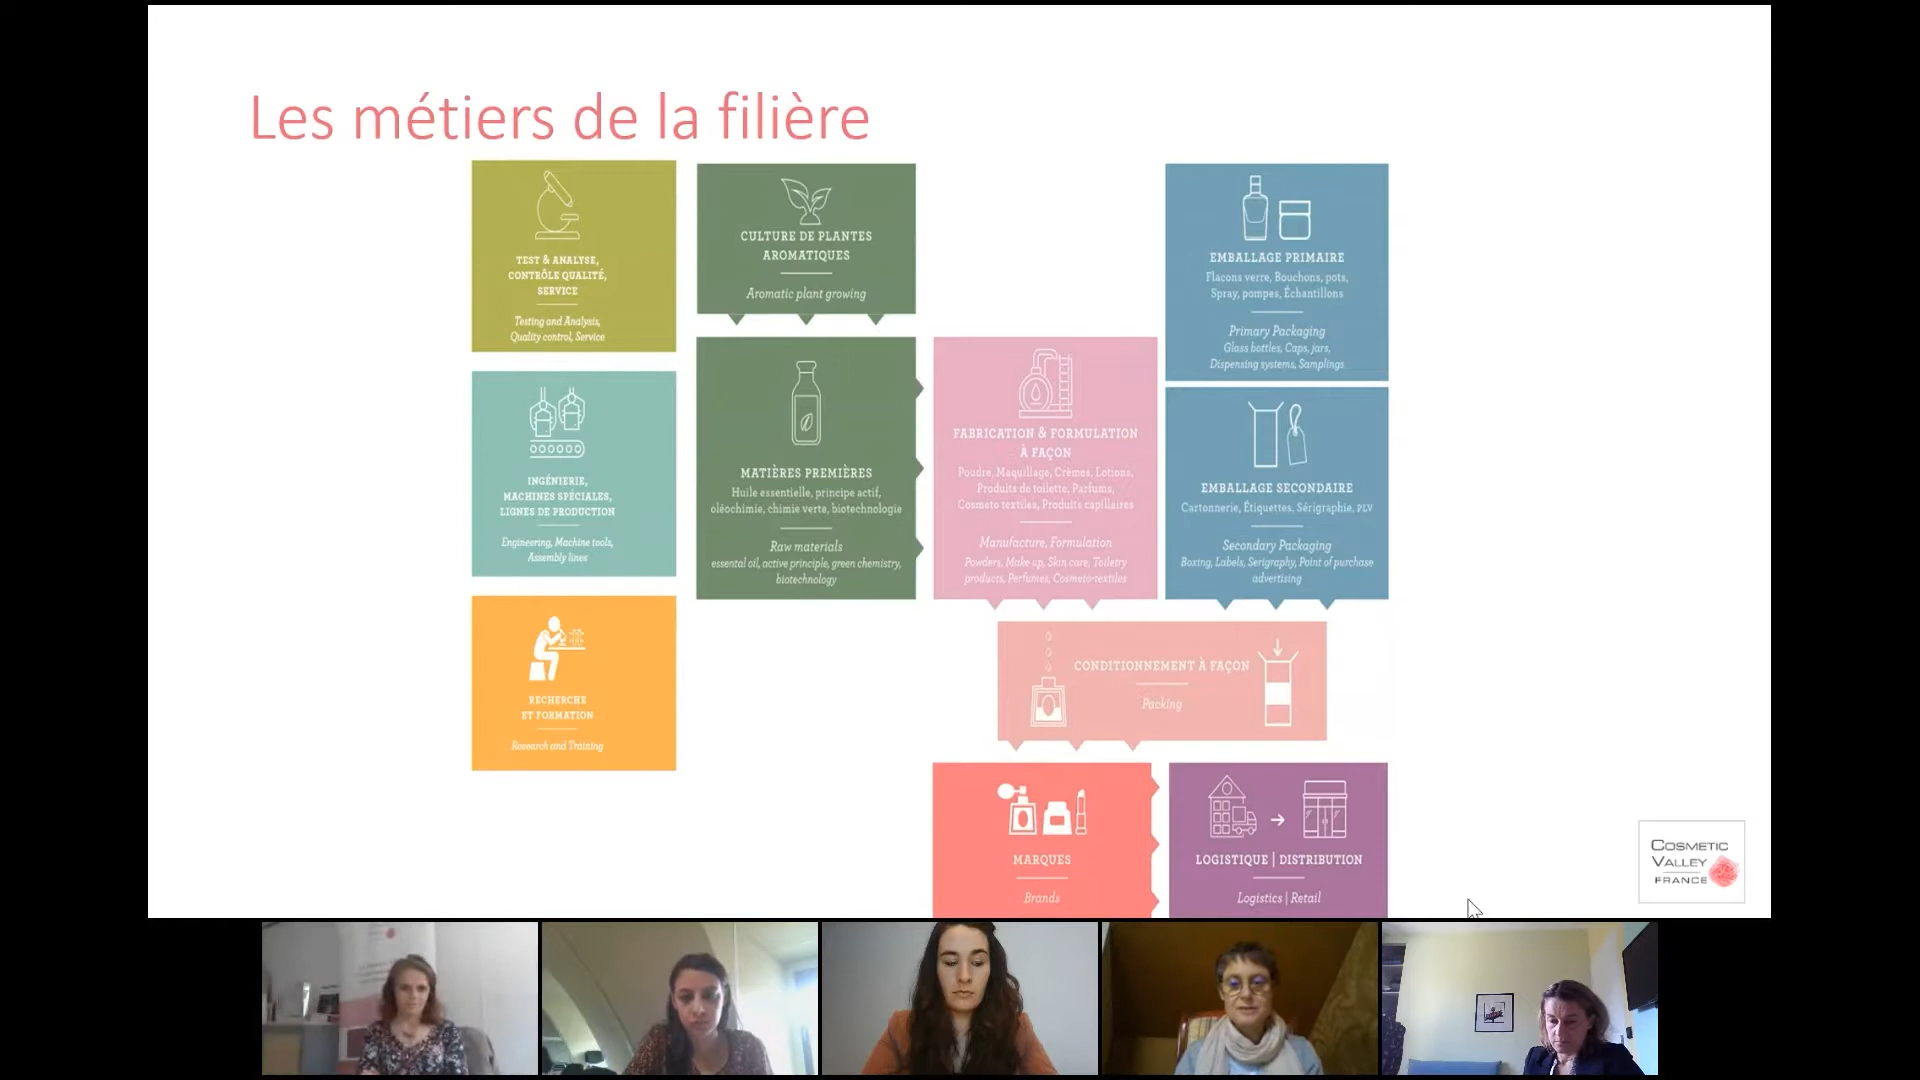 Les métiers de la filière
TEST & ANALYSE,
CONTRÔLE QUALITÉ,
SERVICE
Testing and Analysis,
Quality control, Service
INGÉNIERIE,
MACHINES SPÉCIALES,
LIGNES DE PRODUCTION
Engineering, Machine tools,
Assembly lines
RECHERCHE
ET FORMATION
Research and Training
CULTURE DE PLANTES
AROMATIQUES
Aromatic plant growing
MATIÈRES PREMIÈRES
Huile essentielle, principe actif,
oléochimie, chimie verte, biotechnologie
Raw materials
essental oil, active principle, green chemistry,
biotechnology
FABRICATION & FORMULATION
À FAÇON
Poudre, Maquillage, Crèmes, Lotions,
Produits de toilette, Parfums,
Cosmeto textiles, Produits capillaires
Manufacture, Formulation
Powders, Make up, Skin care, Toiletry
products, Perfumes, Cosmeto-textiles
EMBALLAGE PRIMAIRE
Flacons verre, Bouchons, pots,
Spray, pompes, Échantillons
Primary Packaging
Glass bottles, Caps, jars,
Dispensing systems, Samplings
EMBALLAGE SECONDAIRE
Cartonnerie, Étiquettes, Sérigraphie, PLV
Secondary Packaging
Boxing, Labels, Serigraphy, Point of purchase
advertising
CONDITIONNEMENT À FAÇON
Packing
MARQUES
Brands
LOGISTIQUE | DISTRIBUTION
Logistics | Retail
COSMETIC
VALLEY
FRANCE